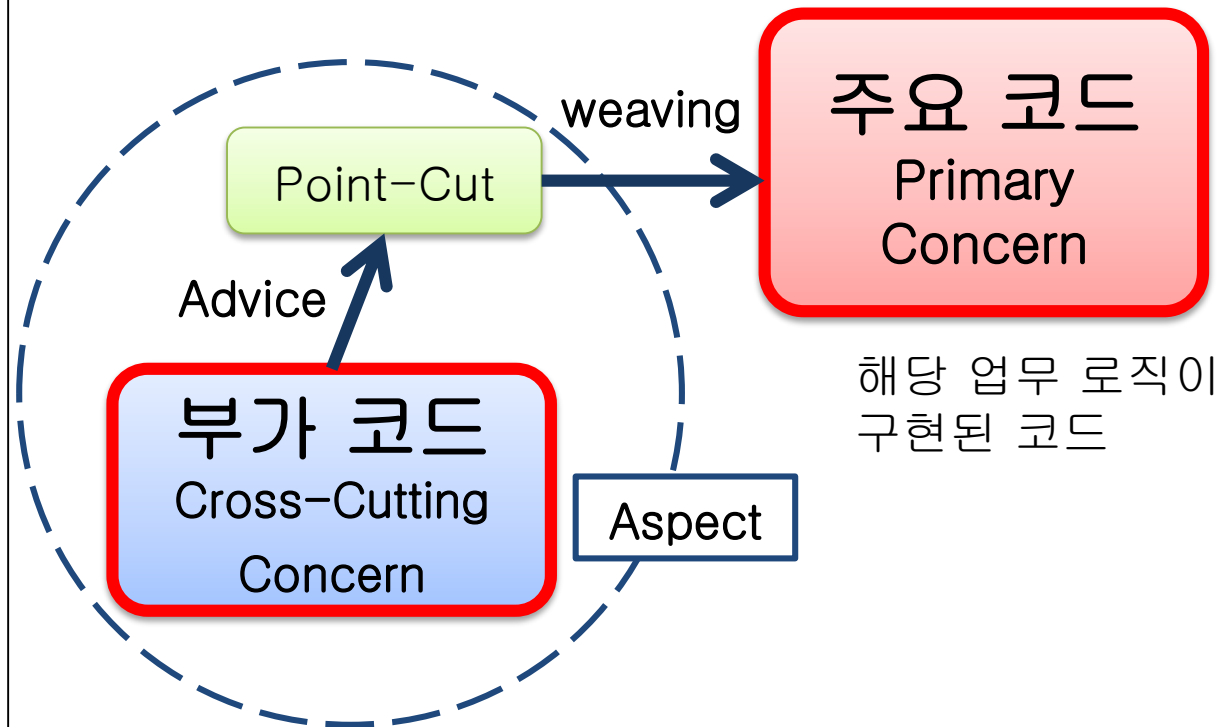 weaving
주요 코드
Primary
Concern
Point-Cut
Advice
부가 코드
Cross-Cutting
Concern
Aspect
해당 업무 로직이
구현된 코드